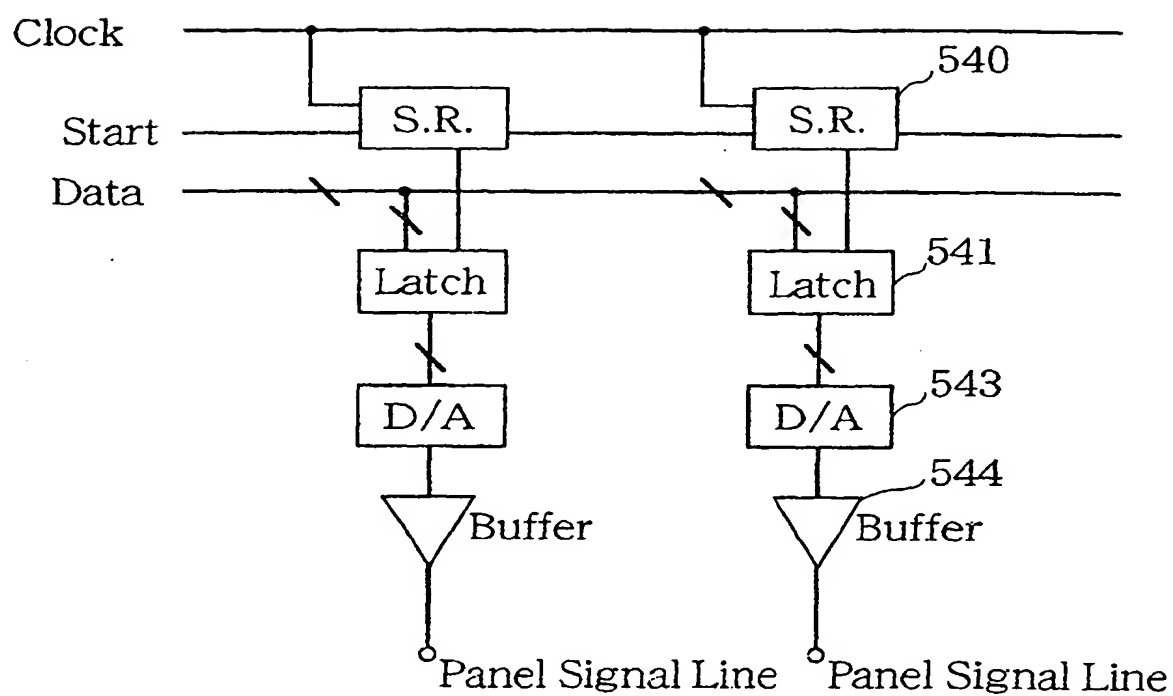 Clock
540
S.R. S.R.
Start
Data
541
Latch Latch
543
D/A D/A
544
Buffer Buffer
Panel Signal Line Panel Signal Line